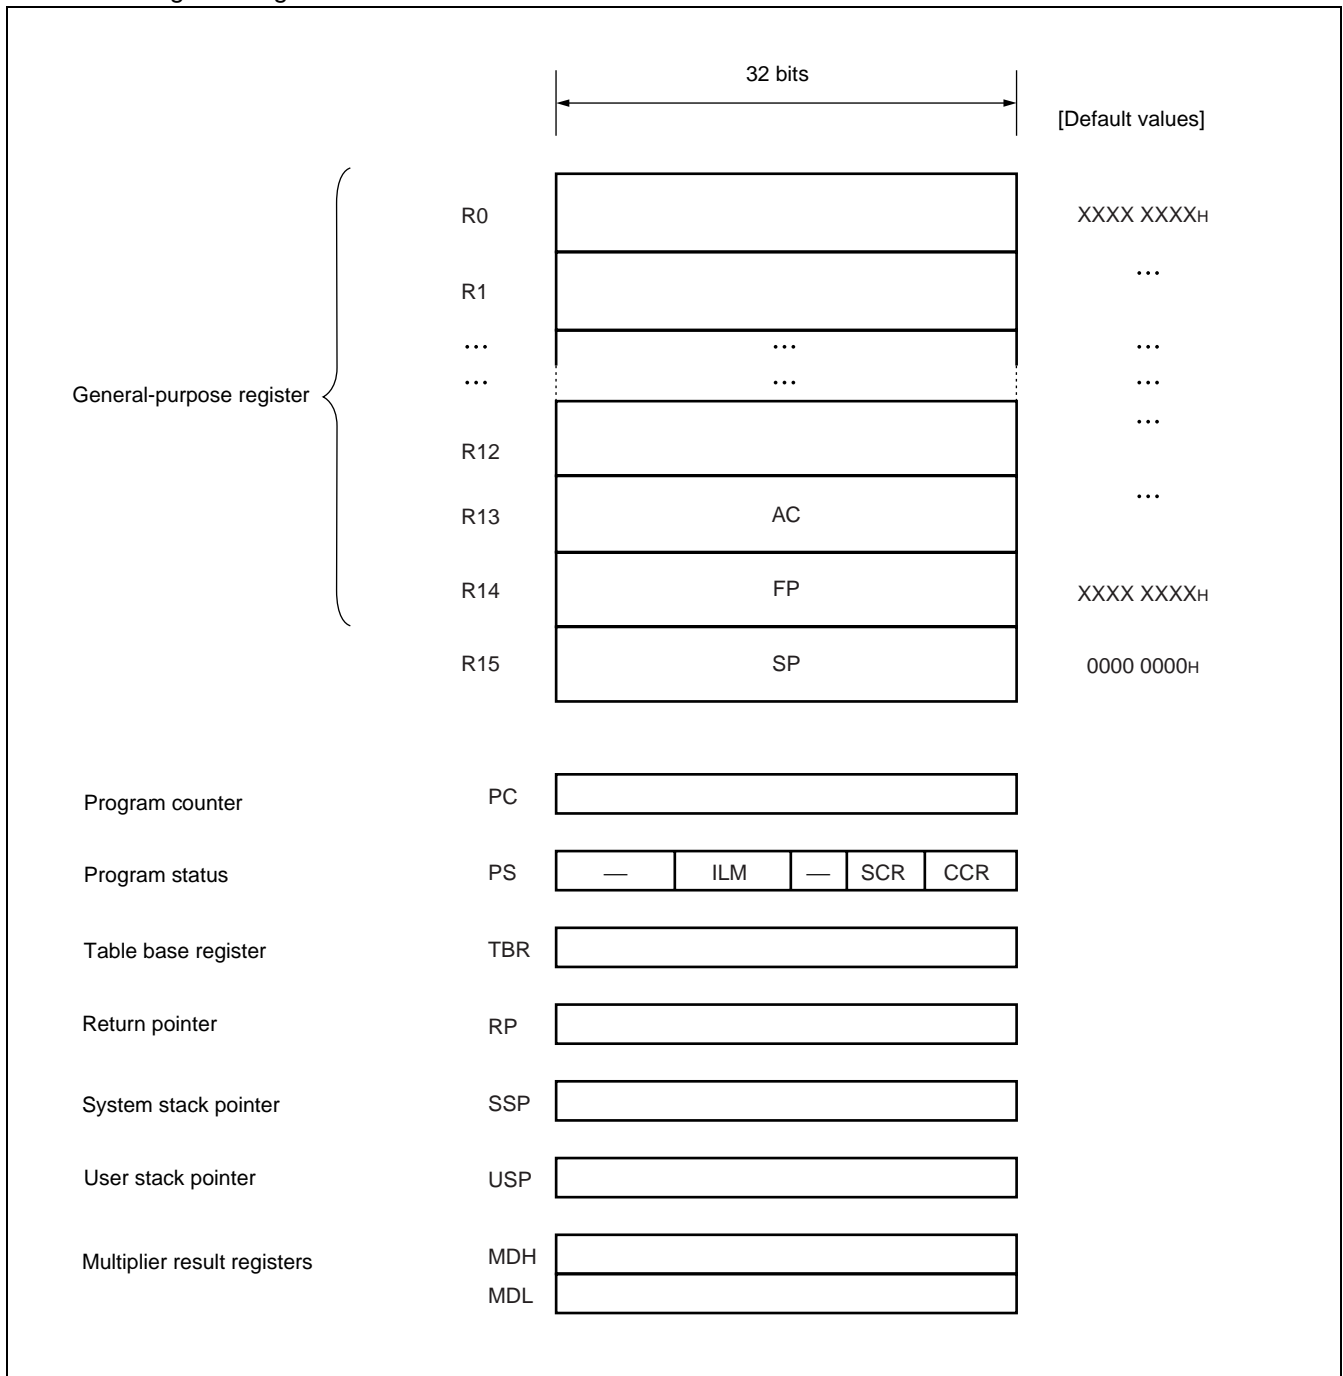 32 bits
[Default values]
R0 XXXX XXXXH
R1 ...
... ... ...
... ... ...
General-purpose register
...
R12
...
R13 AC
R14 FP XXXX XXXXH
R15 SP 0000 0000H
Program counter PC
Program status PS — ILM — SCR CCR
Table base register TBR
Return pointer RP
System stack pointer SSP
User stack pointer USP
Multiplier result registers MDH
MDL